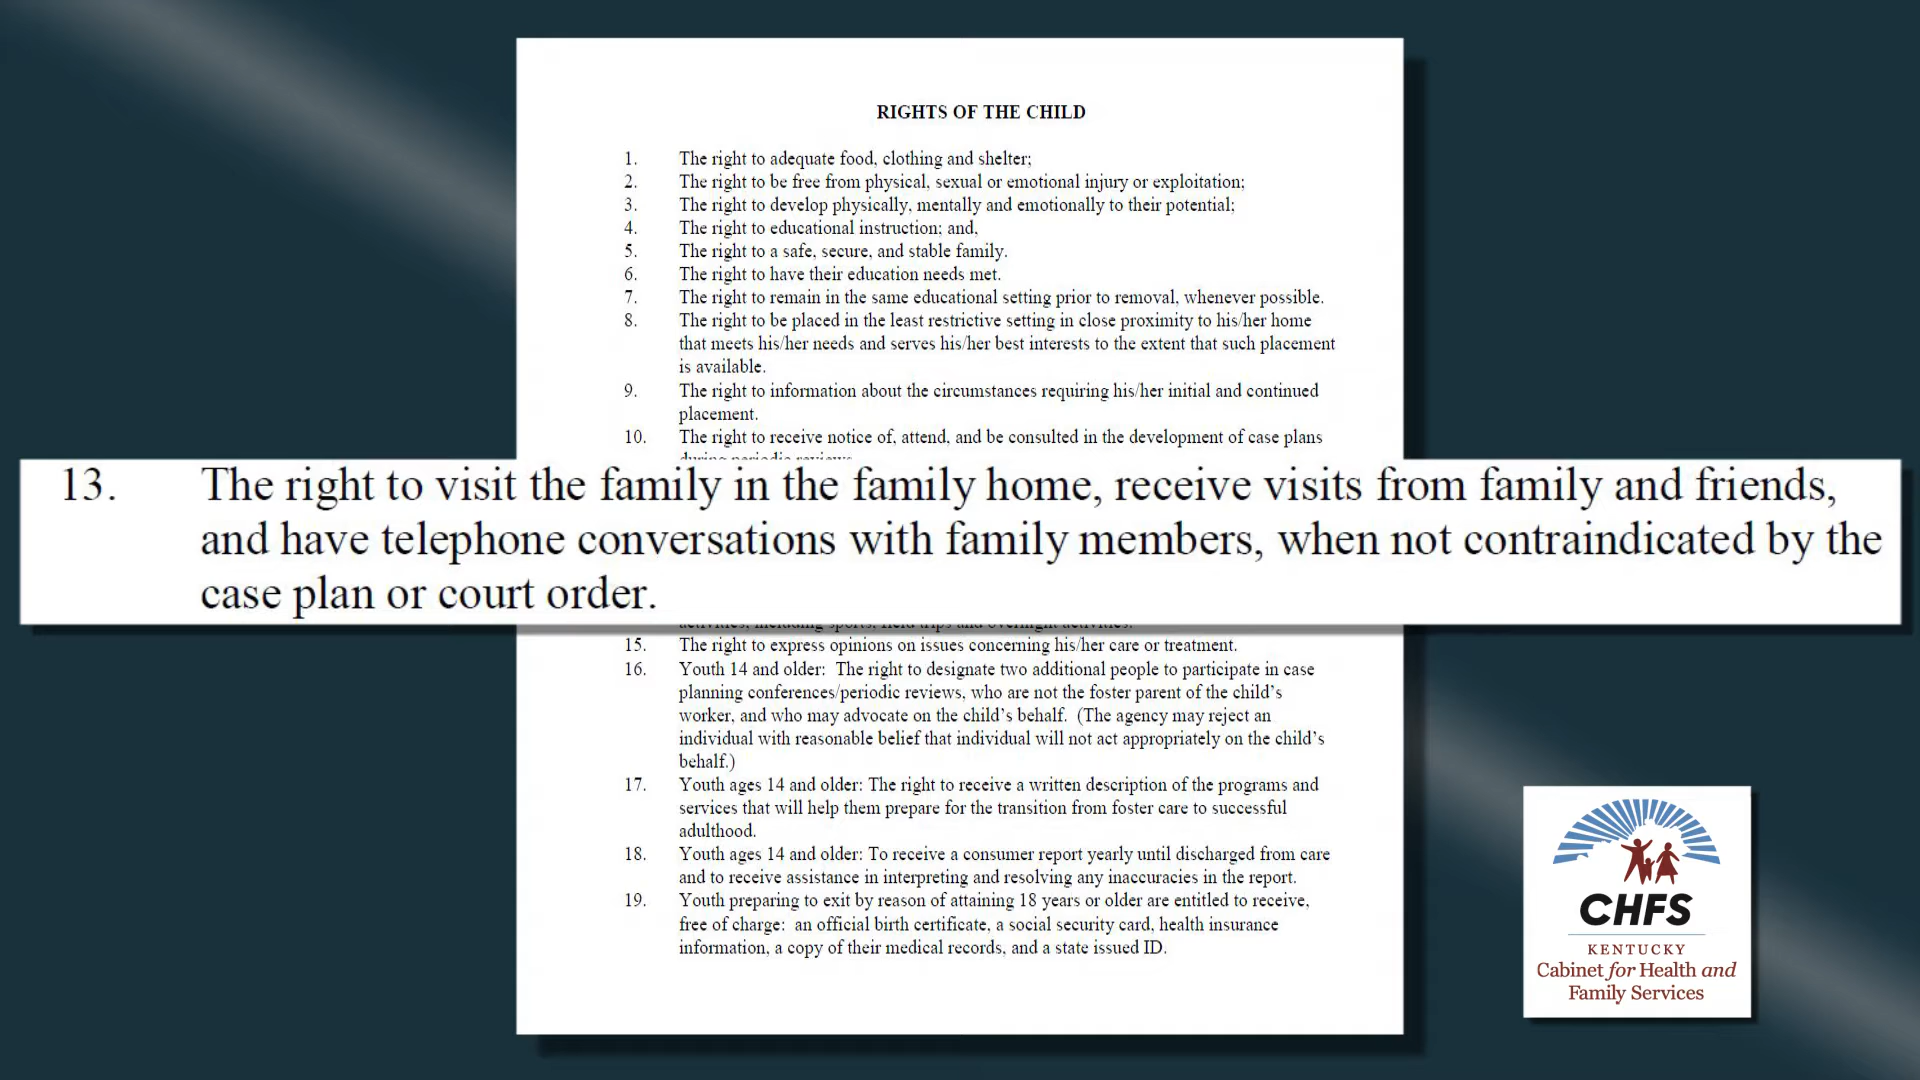 RIGHTS OF THE CHILD
1. The right to adequate food, clothing and shelter;
2. The right to be free from physical, sexual or emotional injury or exploitation;
3. The right to develop physically, mentally and emotionally to their potential;
4. The right to educational instruction; and,
5. The right to a safe, secure, and stable family.
6. The right to have their education needs met.
7. The right to remain in the same educational setting prior to removal, whenever possible.
8. The right to be placed in the least restrictive setting in close proximity to his/her home
that meets his/her needs and serves his/her best interests to the extent that such placement
is available.
9. The right to information about the circumstances requiring his/her initial and continued
placement.
10. The right to receive notice of, attend, and be consulted in the development of case plans
during periodic reviews
13. The right to visit the family in the family home, receive visits from family and friends,
and have telephone conversations with family members, when not contraindicated by the
case plan or court order.
activities, including sports, field trips and overnight activities.
15. The right to express opinions on issues concerning his/her care or treatment.
16. Youth 14 and older: The right to designate two additional people to participate in case
planning conferences/periodic reviews, who are not the foster parent of the child's
worker, and who may advocate on the child's behalf. (The agency may reject an
individual with reasonable belief that individual will not act appropriately on the child's
behalf.)
17. Youth ages 14 and older: The right to receive a written description of the programs and
services that will help them prepare for the transition from foster care to successful
adulthood.
18. Youth ages 14 and older: To receive a consumer report yearly until discharged from care
and to receive assistance in interpreting and resolving any inaccuracies in the report.
19. Youth preparing to exit by reason of attaining 18 years or older are entitled to receive,
free of charge: an official birth certificate, a social security card, health insurance
information, a copy of their medical records, and a state issued ID.
CHFS
KENTUCKY
Cabinet for Health and
Family Services